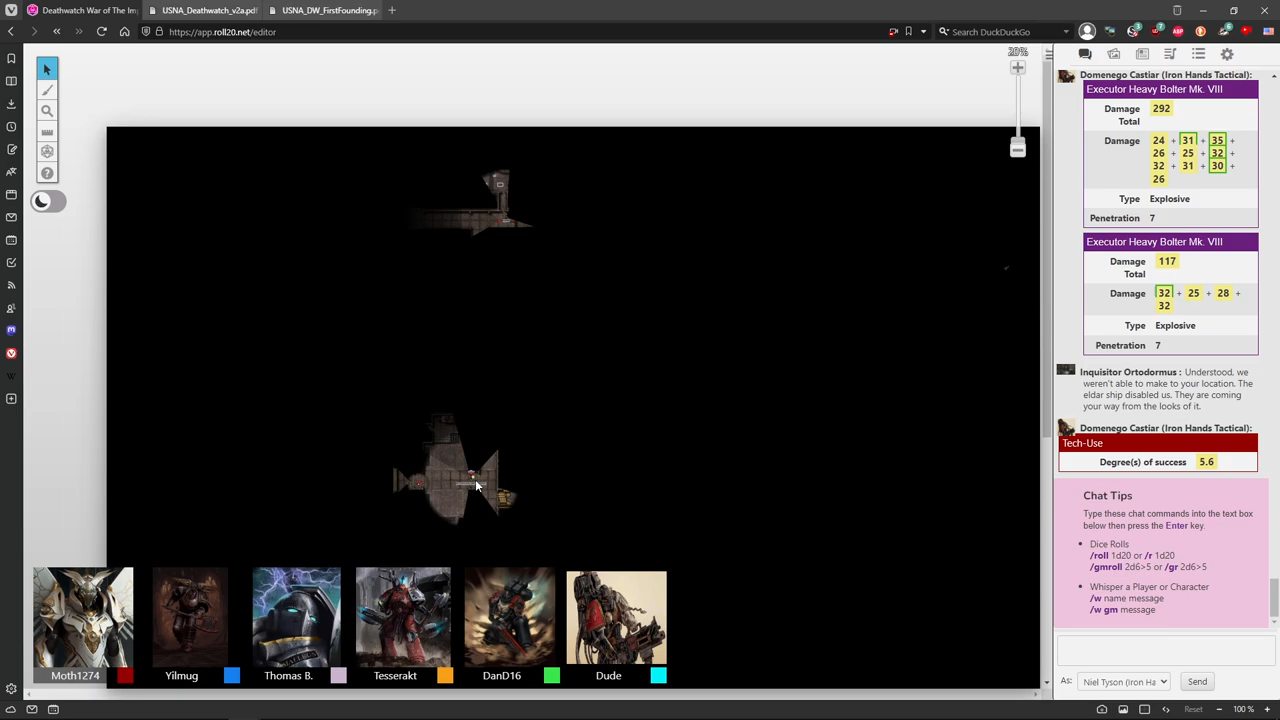 Deatwatch War of The Imp
USNA_Deathwatch_v2a.pdf
USNA_DW_FirstFounding.p
https://app.roll20.net/editor
Search DuckDuckGo
20%
Domenego Castiar (Iron Hands Tactical):
Executor Heavy Bolter Mk. VIII
Damage Total 292
Damage 24 + 31 + 35 +
26 + 25 + 32 +
32 + 31 + 30 +
26
Type Explosive
Penetration 7
Executor Heavy Bolter Mk. VIII
Damage Total 117
Damage 32 + 25 + 28 +
32
Type Explosive
Penetration 7
Inquisitor Ortodormus : Understood, we
weren't able to make to your location. The
eldar ship disabled us. They are coming
your way from the looks of it.
Domenego Castiar (Iron Hands Tactical):
Tech-Use
Degree(s) of success 5.6
Chat Tips
Type these chat commands into the text
box below then press the Enter key.
• Dice Rolls
/roll 1d20 or /r 1d20
/gmroll 2d6>5 or /gr 2d6>5
• Whisper a Player or Character
/w name message
/w gm message
Moth1274
Yilmug
Thomas B.
Tesserakt
DanD16
Dude
As: Niel Tyson (Iron Ha
Send
Reset
100 %